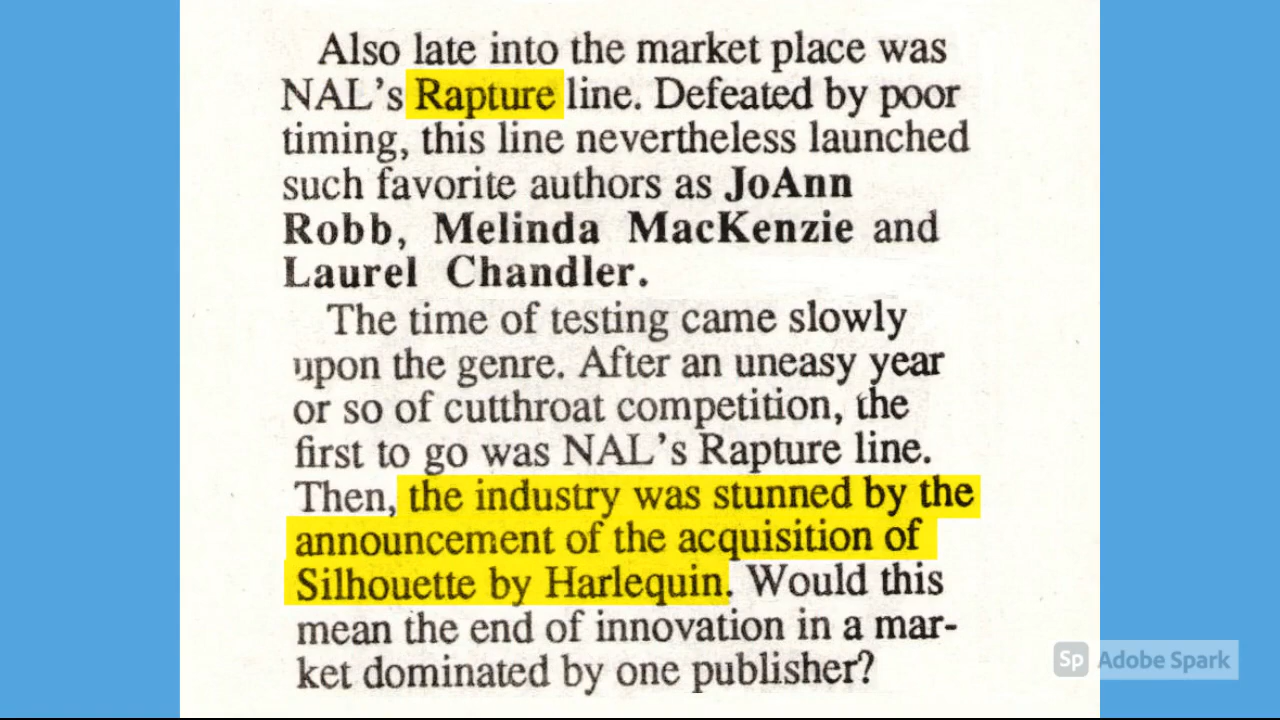 Also late into the market place was
NAL's Rapture line. Defeated by poor
timing, this line nevertheless launched
such favorite authors as JoAnn
Robb, Melinda MacKenzie and
Laurel Chandler.
The time of testing came slowly
upon the genre. After an uneasy year
or so of cutthroat competition, the
first to go was NAL's Rapture line.
Then, the industry was stunned by the
announcement of the acquisition of
Silhouette by Harlequin. Would this
mean the end of innovation in a mar-
ket dominated by one publisher?
Sp Adobe Spark